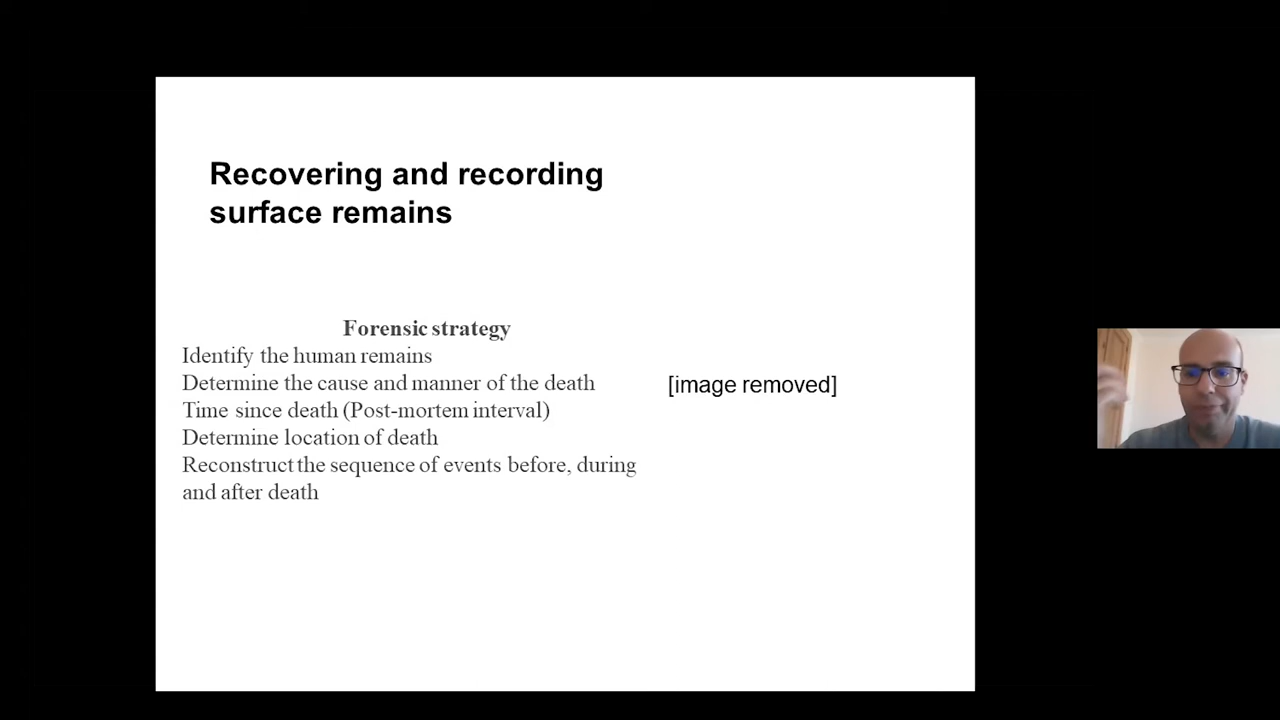 Recovering and recording
surface remains
Forensic strategy
Identify the human remains
Determine the cause and manner of the death
Time since death (Post-mortem interval)
Determine location of death
Reconstruct the sequence of events before, during
and after death
[image removed]